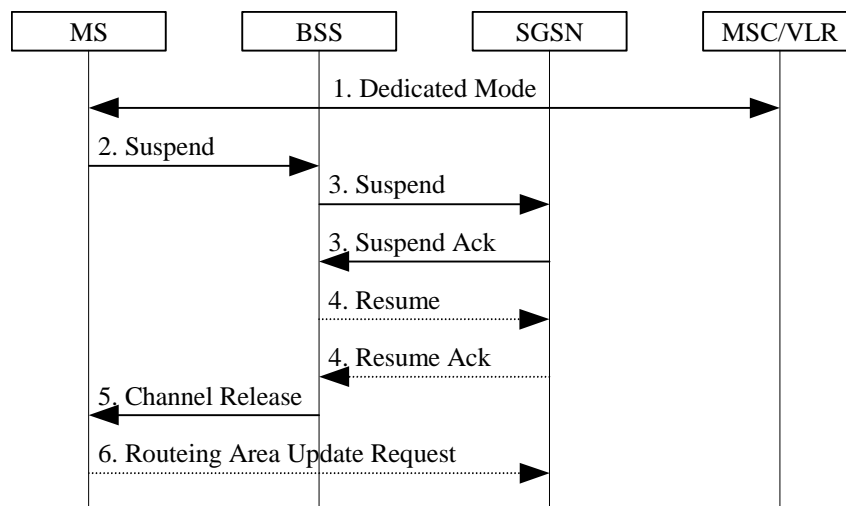 MS
BSS
SGSN
MSC/VLR
1. Dedicated Mode
2. Suspend
3. Suspend
3. Suspend Ack
4. Resume
4. Resume Ack
5. Channel Release
6. Routeing Area Update Request